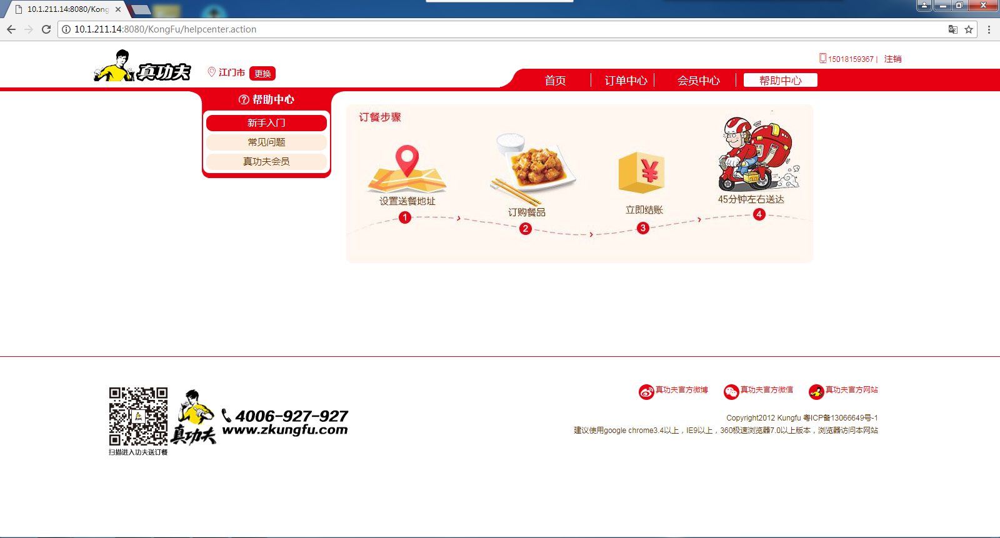 10.1.211.14:8080/Kong
10.1.211.14:8080/KongFu/helpcenter.action
真功夫
江门市 更换
15018159367 | 注销
首页 订单中心 会员中心 帮助中心
帮助中心
新手入门
常见问题
真功夫会员
订餐步骤
设置送餐地址
1
订购餐品
2
¥
立即结账
3
45分钟左右送达
4
扫描进入功夫送订餐
真功夫
4006-927-927
www.zkungfu.com
真功夫官方微博 真功夫官方微信 真功夫官方网站
Copyright2012 Kungfu 粤ICP备13066649号-1
建议使用google chrome3.4以上，IE9以上，360极速浏览器7.0以上版本，浏览器访问本网站